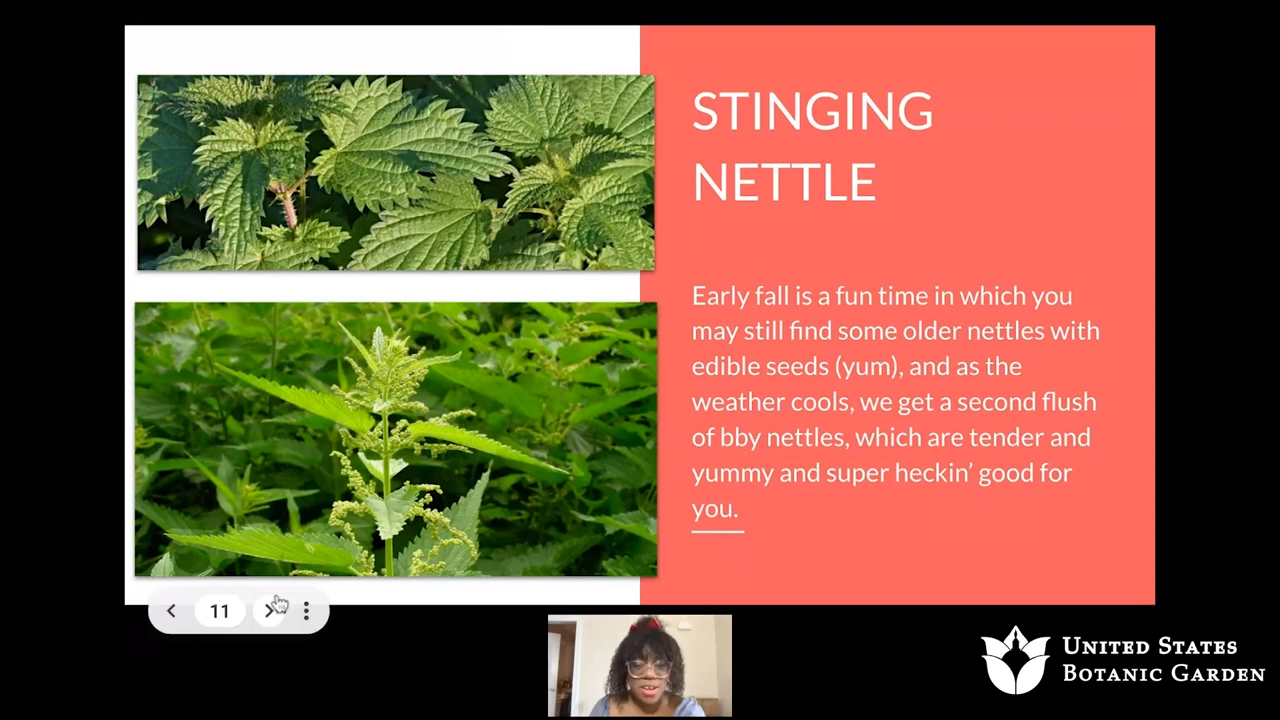 STINGING
NETTLE
Early fall is a fun time in which you
may still find some older nettles with
edible seeds (yum), and as the
weather cools, we get a second flush
of bby nettles, which are tender and
yummy and super heckin’ good for
you.
11
UNITED STATES
BOTANIC GARDEN